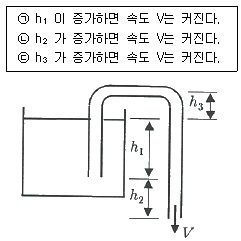 ㉠ h₁ 이 증가하면 속도 V는 커진다.
㉡ h₂ 가 증가하면 속도 V는 커진다.
㉢ h₃ 가 증가하면 속도 V는 커진다.
h₃
h₁
h₂
V